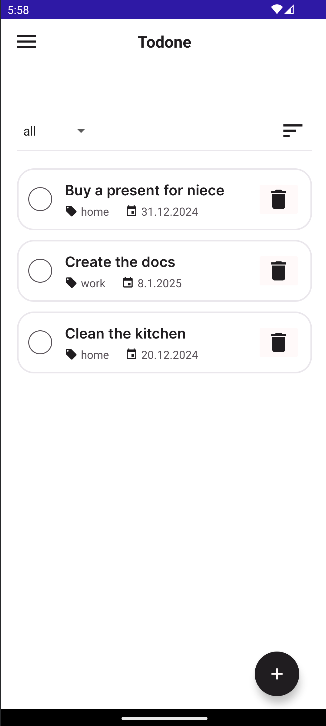 5:58
Todone
all
Buy a present for niece
home 31.12.2024
Create the docs
work 8.1.2025
Clean the kitchen
home 20.12.2024
+